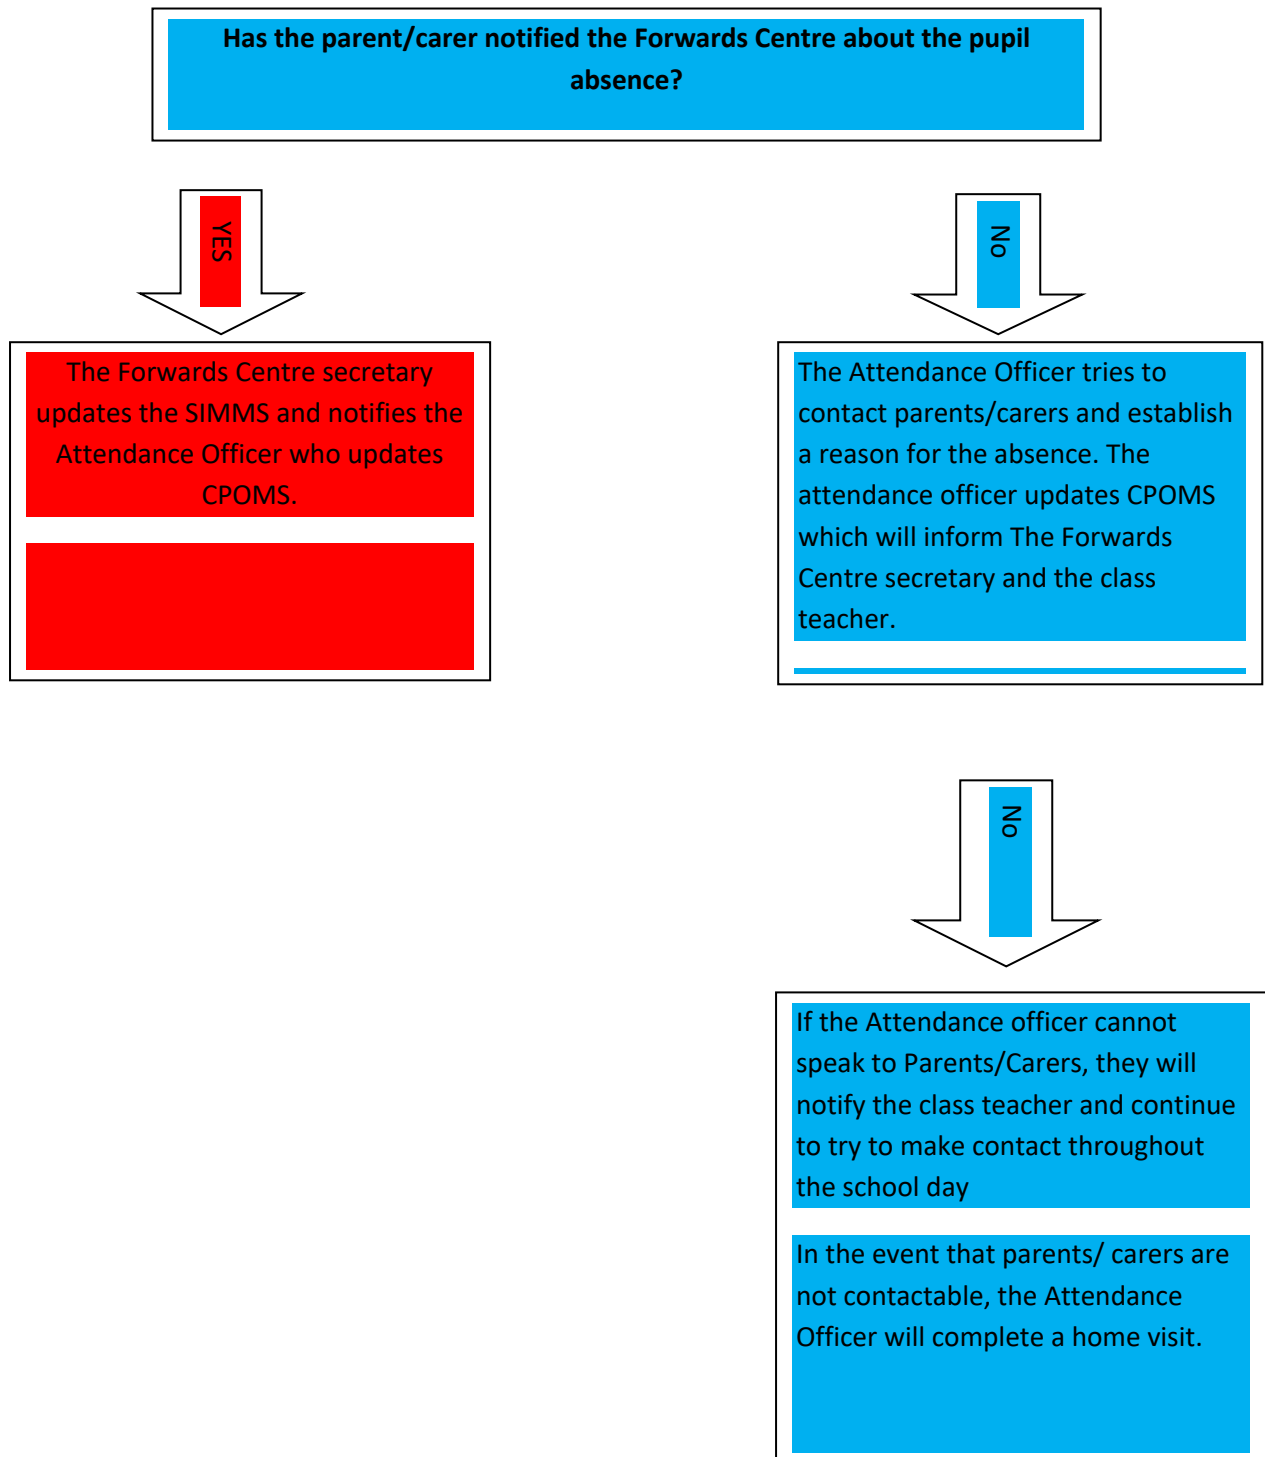 Has the parent/carer notified the Forwards Centre about the pupil
absence?
YES
No
The Forwards Centre secretary
updates the SIMMS and notifies the
Attendance Officer who updates
CPOMS.
The Attendance Officer tries to
contact parents/carers and establish
a reason for the absence. The
attendance officer updates CPOMS
which will inform The Forwards
Centre secretary and the class
teacher.
No
If the Attendance officer cannot
speak to Parents/Carers, they will
notify the class teacher and continue
to try to make contact throughout
the school day
In the event that parents/ carers are
not contactable, the Attendance
Officer will complete a home visit.